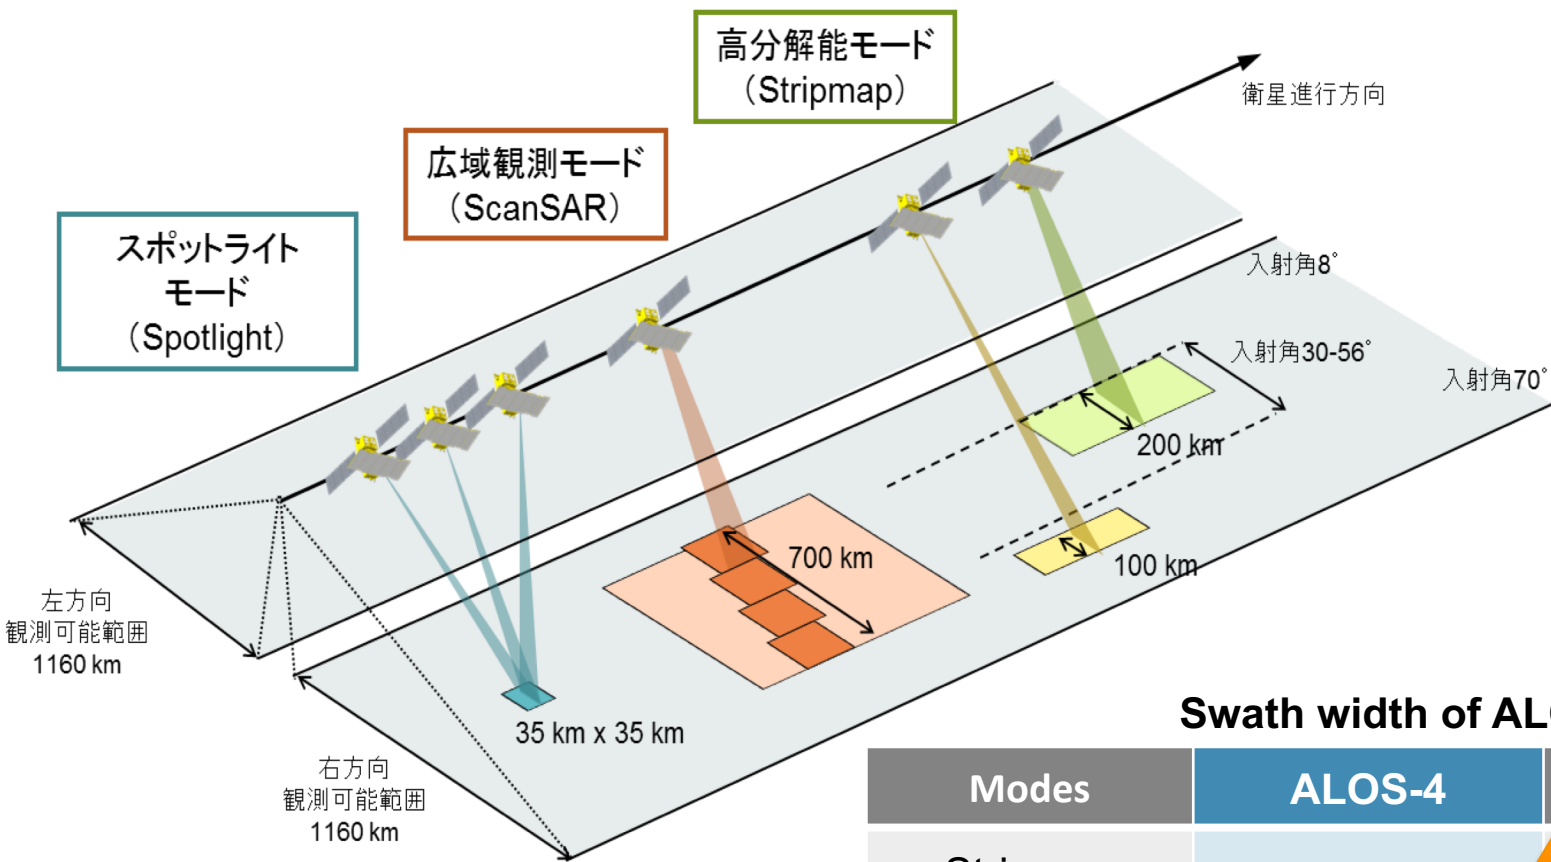 高分解能モード
（Stripmap）
衛星進行方向
広域観測モード
（ScanSAR）
スポットライト
モード
（Spotlight）
入射角8°
入射角30-56°
入射角70°
200 km
700 km
100 km
左方向
観測可能範囲
1160 km
35 km x 35 km
右方向
観測可能範囲
1160 km
Swath width of
Modes
ALOS-4